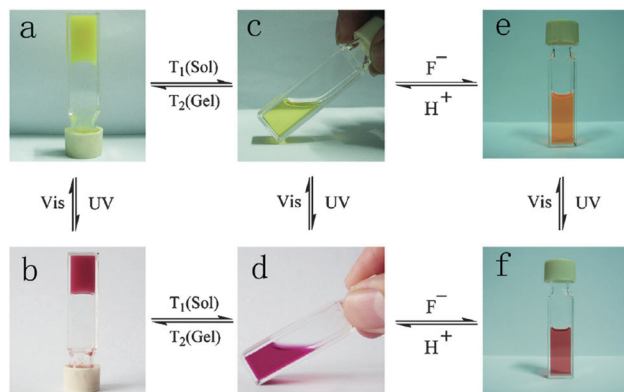 a
T₁(Sol)
T₂(Gel)
c
F⁻
H⁺
e
Vis
UV
Vis
UV
Vis
UV
b
T₁(Sol)
T₂(Gel)
d
F⁻
H⁺
f